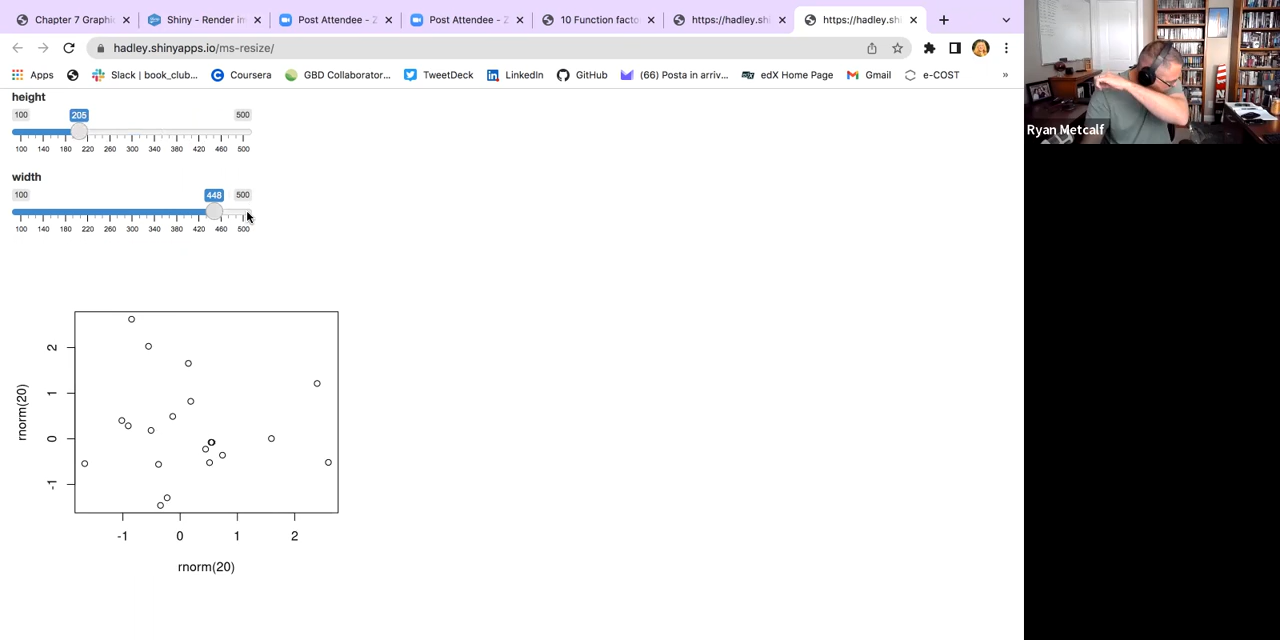 Chapter 7 Graphic
Shiny - Render im
Post Attendee - Z
Post Attendee - Z
10 Function facto
https://hadley.shi
https://hadley.shi
hadley.shinyapps.io/ms-resize/
Apps
Slack | book_club...
Coursera
GBD Collaborator...
TweetDeck
LinkedIn
GitHub
(66) Posta in arriv...
edX Home Page
Gmail
e-COST
»
height
100 205 500
100 140 180 220 260 300 340 380 420 460 500
width
100 448 500
100 140 180 220 260 300 340 380 420 460 500
rnorm(20)
2
1
0
-1
-1 0 1 2
rnorm(20)
Ryan Metcalf